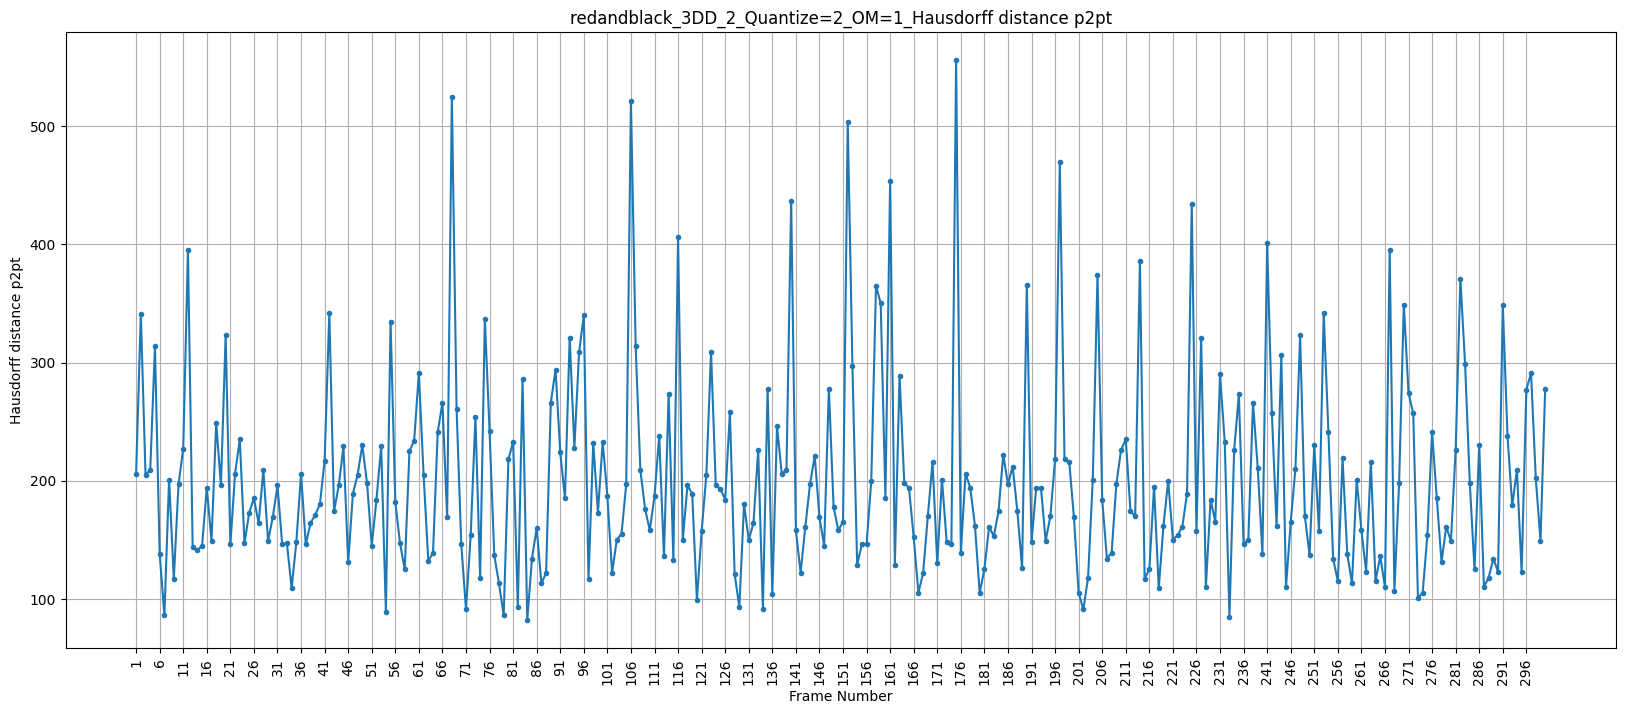 redandblack_3DD_2_Quantize=2_OM=1_Hausdorff distance p2pt
Hausdorff distance p2pt
500
400
300
200
100
1 6 11 16 21 26 31 36 41 46 51 56 61 66 71 76 81 86 91 96 101 106 111 116 121 126 131 136 141 146 151 156 161 166 171 176 181 186 191 196 201 206 211 216 221 226 231 236 241 246 251 256 261 266 271 276 281 286 291 296
Frame Number